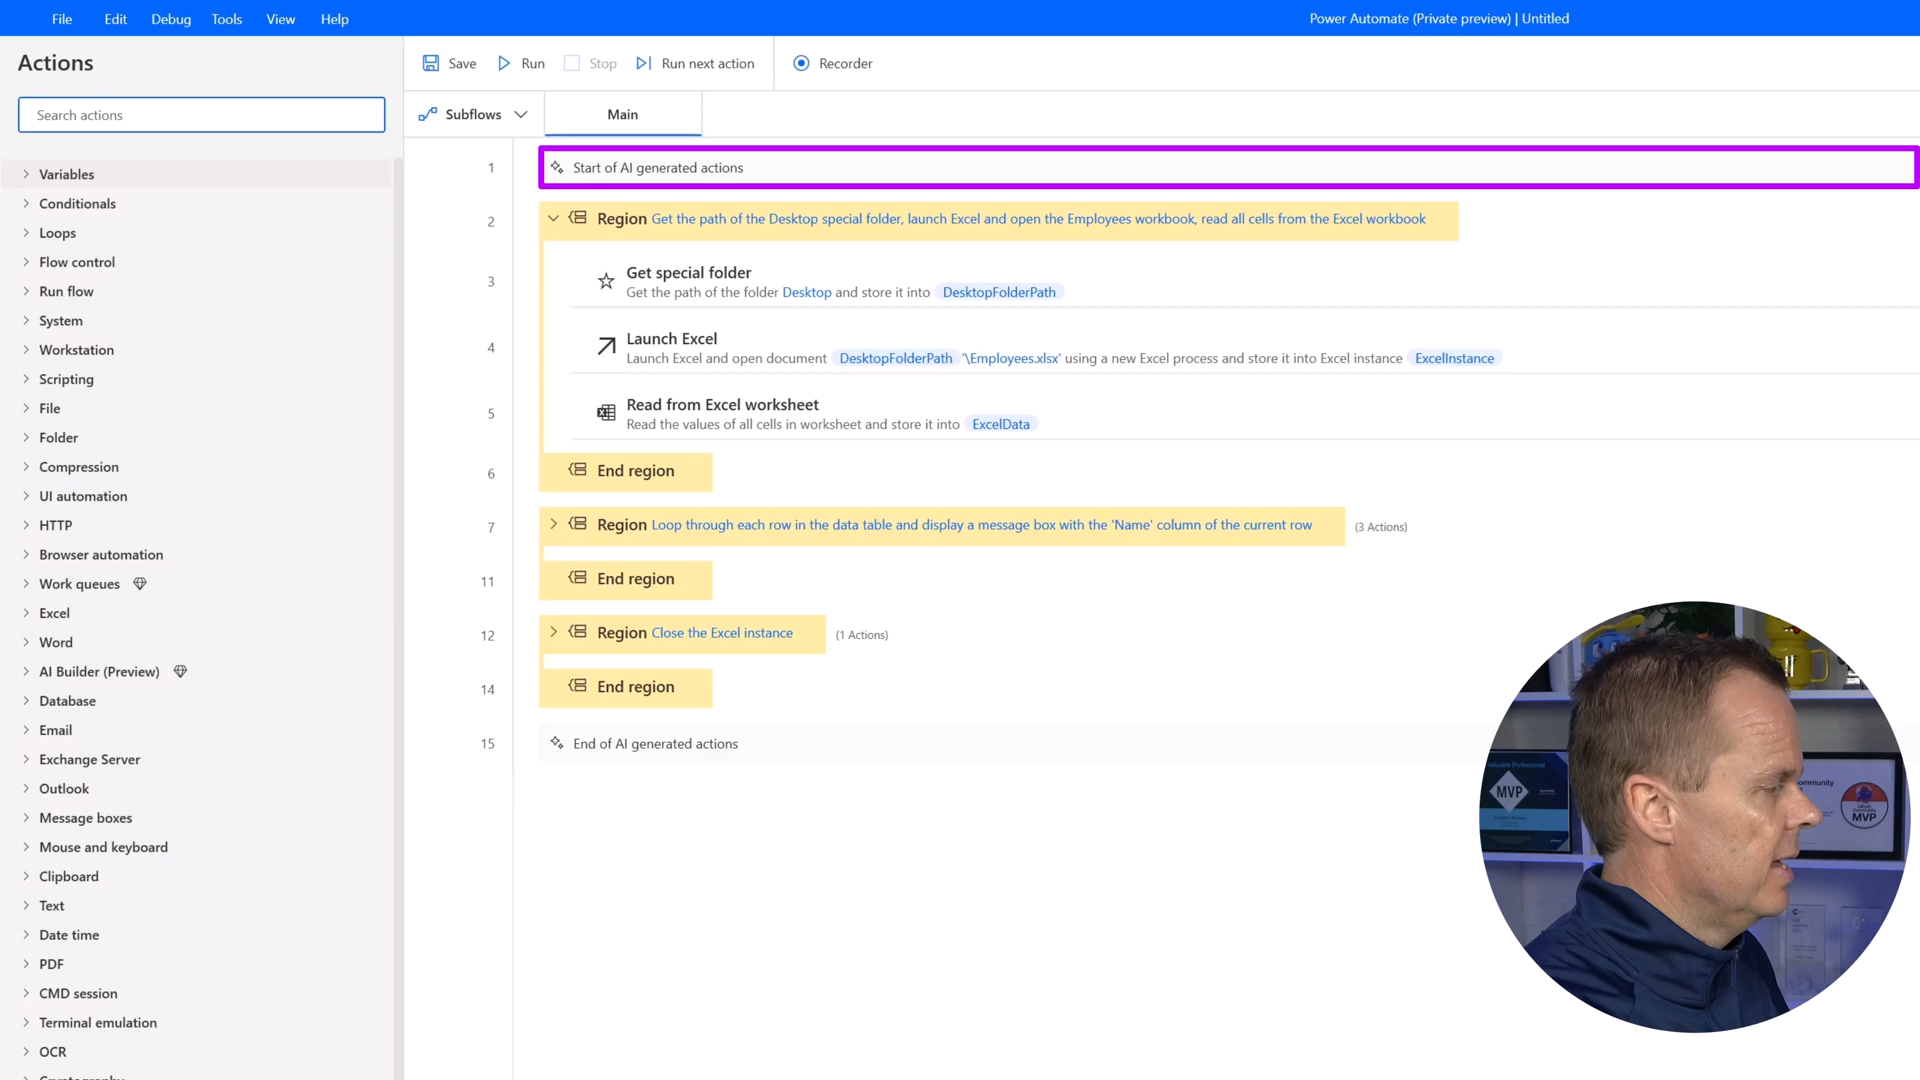 File Edit Debug Tools View Help
Power Automate (Private preview) | Untitled
Actions
Search actions
Variables
Conditionals
Loops
Flow control
Run flow
System
Workstation
Scripting
File
Folder
Compression
UI automation
HTTP
Browser automation
Work queues
Excel
Word
AI Builder (Preview)
Database
Email
Exchange Server
Outlook
Message boxes
Mouse and keyboard
Clipboard
Text
Date time
PDF
CMD session
Terminal emulation
OCR
Save Run Stop Run next action Recorder
Subflows Main
1 Start of AI generated actions
2 Region Get the path of the Desktop special folder, launch Excel and open the Employees workbook, read all cells from the Excel workbook
Get special folder
3 Get the path of the folder Desktop and store it into DesktopFolderPath
Launch Excel
4 Launch Excel and open document DesktopFolderPath '\Employees.xlsx' using a new Excel process and store it into Excel instance ExcelInstance
Read from Excel worksheet
5 Read the values of all cells in worksheet and store it into ExcelData
6 End region
7 Region Loop through each row in the data table and display a message box with the 'Name' column of the current row (3 Actions)
11 End region
12 Region Close the Excel instance (1 Actions)
14 End region
15 End of AI generated actions
MVP
MVP